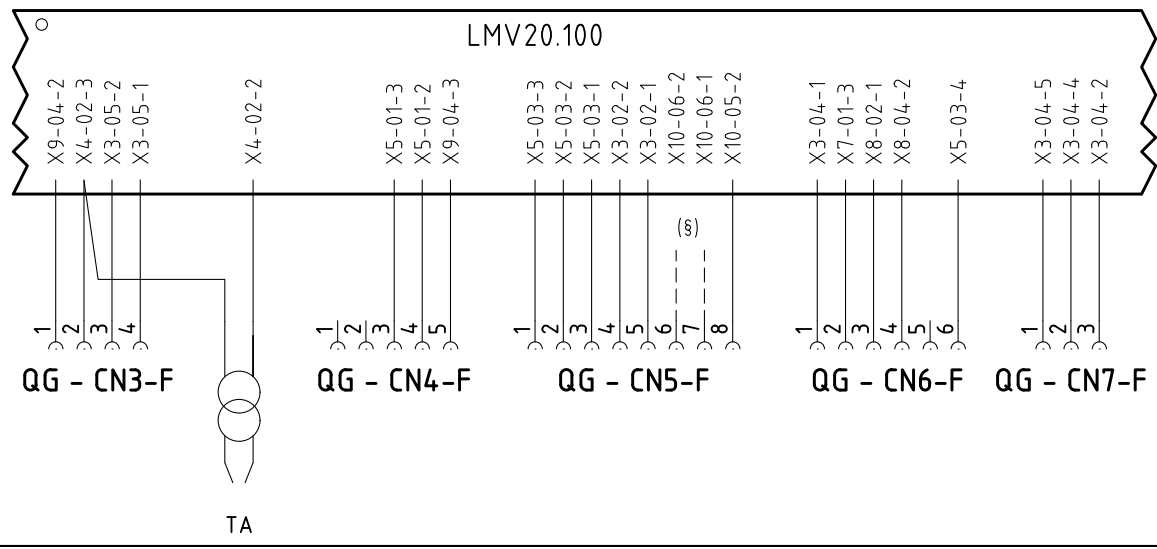 LMV20.100
X9-04-2
X4-02-3
X3-05-2
X3-05-1
X4-02-2
X5-01-3
X5-01-2
X9-04-3
X5-03-3
X5-03-2
X5-03-1
X3-02-2
X3-02-1
X10-06-2
X10-06-1
X10-05-2
X3-04-1
X7-01-3
X8-02-1
X8-04-2
X5-03-4
X3-04-5
X3-04-4
X3-04-2
(§)
1 2 3 4
1 2 3 4 5
1 2 3 4 5 6 7 8
1 2 3 4 5 6
1 2 3
QG - CN3-F
QG - CN4-F
QG - CN5-F
QG - CN6-F
QG - CN7-F
TA